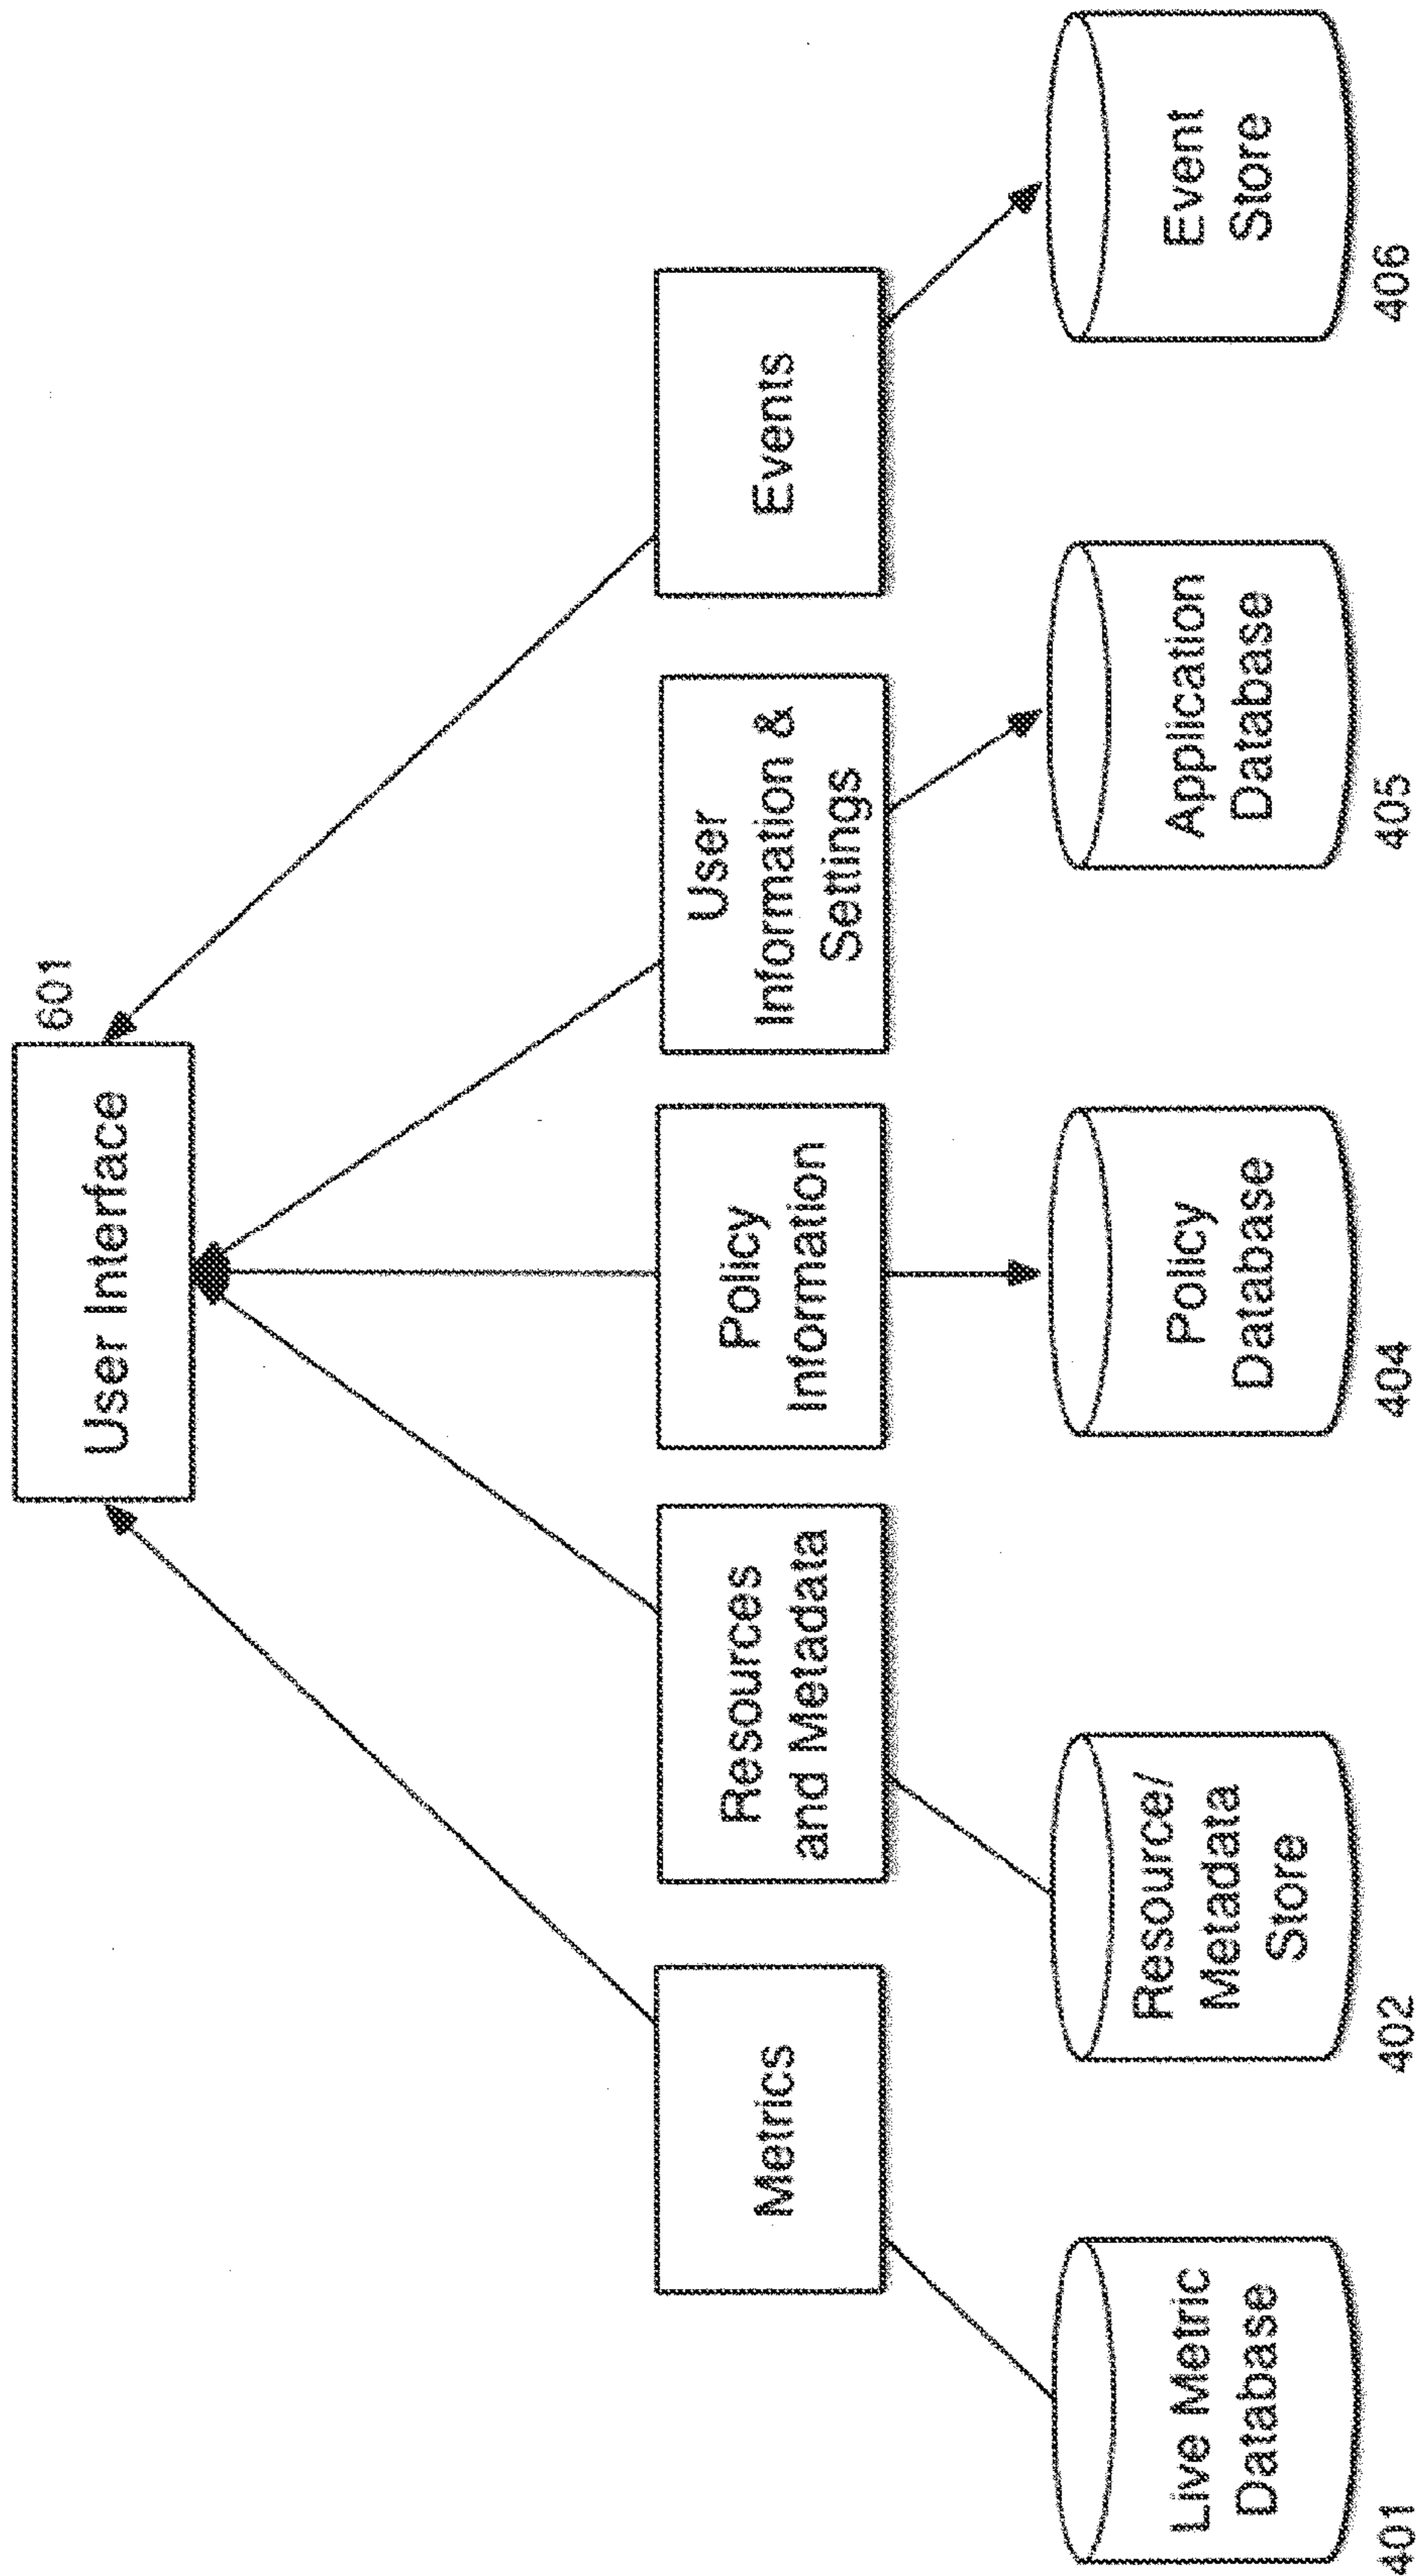 User Interface
601
Metrics
Resources
and Metadata
Policy
Information
User
Information &
Settings
Events
Live Metric
Database
401
Resource/
Metadata
Store
402
Policy
Database
404
Application
Database
405
Event
Store
406